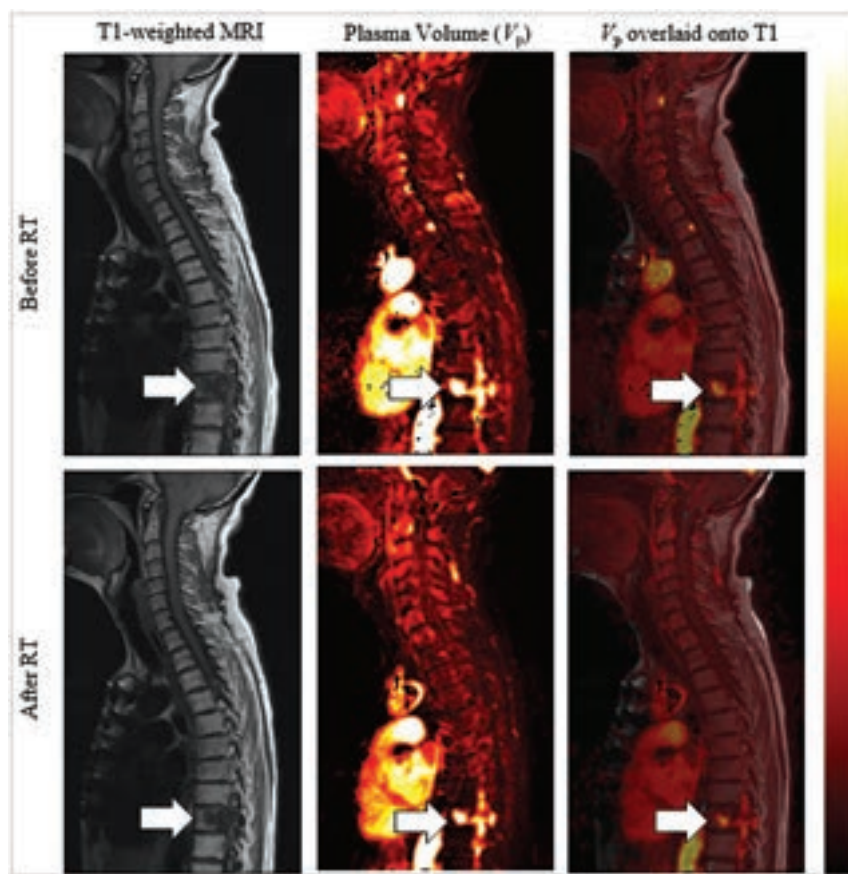 T1-weighted MRI
Plasma Volume (Vp)
Vp overlaid onto T1
Before RT
After RT